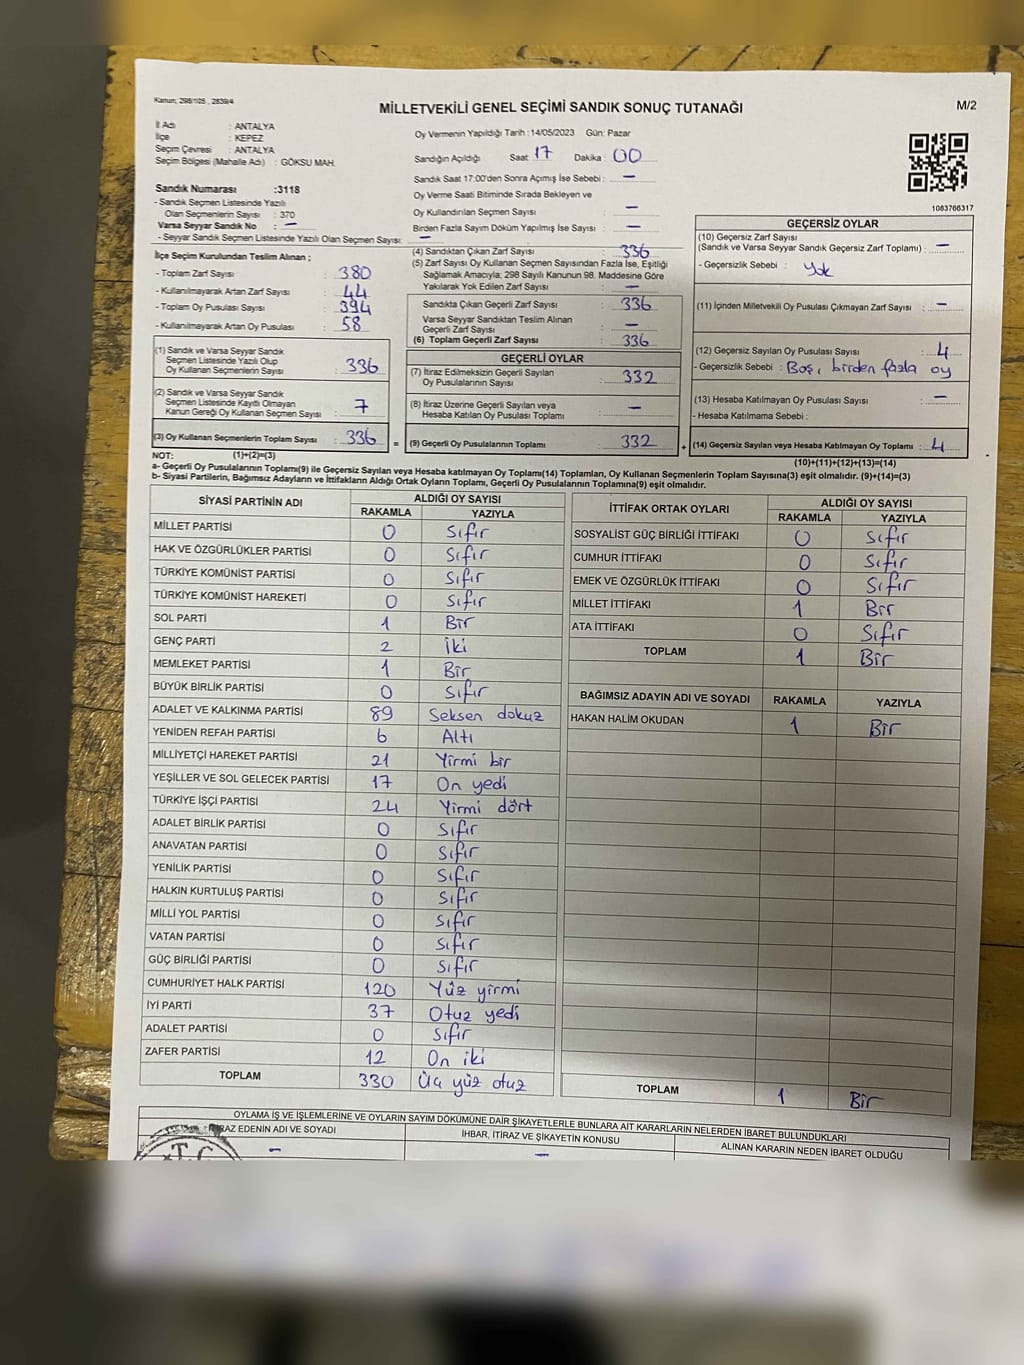 Kanun; 298/105 , 2839/4
MİLLETVEKİLİ GENEL SEÇİMİ SANDIK SONUÇ TUTANAĞI
M/2
İl Adı : ANTALYA
İlçe : KEPEZ
Seçim Çevresi : ANTALYA
Seçim Bölgesi (Mahalle Adı) : GÖKSU MAH.
Oy Vermenin Yapıldığı Tarih : 14/05/2023 Gün: Pazar
Sandığın Açıldığı Saat : 17 Dakika : 00
Sandık Saat 17:00'den Sonra Açılmış İse Sebebi : —
Oy Verme Saati Bitiminde Sırada Bekleyen ve
Oy Kullandırılan Seçmen Sayısı : —
Birden Fazla Sayım Döküm Yapılmış İse Sayısı : —
1083766317
Sandık Numarası :3118
- Sandık Seçmen Listesinde Yazılı
Olan Seçmenlerin Sayısı : 370
Varsa Seyyar Sandık No : —
- Seyyar Sandık Seçmen Listesinde Yazılı Olan Seçmen Sayısı: —
İlçe Seçim Kurulundan Teslim Alınan ;
- Toplam Zarf Sayısı : 380
- Kullanılmayarak Artan Zarf Sayısı : 44
- Toplam Oy Pusulası Sayısı : 394
- Kullanılmayarak Artan Oy Pusulası : 58
(1) Sandık ve Varsa Seyyar Sandık
Seçmen Listesinde Yazılı Olup
Oy Kullanan Seçmenlerin Sayısı : 336
(2) Sandık ve Varsa Seyyar Sandık
Seçmen Listesinde Kayıtlı Olmayan
Kanun Gereği Oy Kullanan Seçmen Sayısı : 7
(3) Oy Kullanan Seçmenlerin Toplam Sayısı : 336
(4) Sandıktan Çıkan Zarf Sayısı : 336
(5) Zarf Sayısı Oy Kullanan Seçmen Sayısından Fazla İse, Eşitliği
Sağlamak Amacıyla; 298 Sayılı Kanunun 98. Maddesine Göre
Yakılarak Yok Edilen Zarf Sayısı : —
Sandıkta Çıkan Geçerli Zarf Sayısı : 336
Varsa Seyyar Sandıktan Teslim Alınan
Geçerli Zarf Sayısı : —
(6) Toplam Geçerli Zarf Sayısı : 336
GEÇERLİ OYLAR
(7) İtiraz Edilmeksizin Geçerli Sayılan
Oy Pusulalarının Sayısı : 332
(8) İtiraz Üzerine Geçerli Sayılan veya
Hesaba Katılan Oy Pusulası Toplamı : —
= (9) Geçerli Oy Pusulalarının Toplamı : 332
GEÇERSİZ OYLAR
(10) Geçersiz Zarf Sayısı
(Sandık ve Varsa Seyyar Sandık Geçersiz Zarf Toplamı) : —
- Geçersizlik Sebebi : Yok
(11) İçinden Milletvekili Oy Pusulası Çıkmayan Zarf Sayısı : —
(12) Geçersiz Sayılan Oy Pusulası Sayısı : 4
- Geçersizlik Sebebi : Boş, birden fazla oy
(13) Hesaba Katılmayan Oy Pusulası Sayısı : —
- Hesaba Katılmama Sebebi :
+ (14) Geçersiz Sayılan veya Hesaba Katılmayan Oy Toplamı : 4
NOT: (1)+(2)=(3)
(10)+(11)+(12)+(13)=(14)
a- Geçerli Oy Pusulalarının Toplamı(9) ile Geçersiz Sayılan veya Hesaba katılmayan Oy Toplamı(14) Toplamları, Oy Kullanan Seçmenlerin Toplam Sayısına(3) eşit olmalıdır. (9)+(14)=(3)
b- Siyasi Partilerin, Bağımsız Adayların ve İttifakların Aldığı Ortak Oyların Toplamı, Geçerli Oy Pusulalarının Toplamına(9) eşit olmalıdır.
SİYASİ PARTİNİN ADI ALDIĞI OY SAYISI
RAKAMLA YAZIYLA
MİLLET PARTİSİ 0 Sıfır
HAK VE ÖZGÜRLÜKLER PARTİSİ 0 Sıfır
TÜRKİYE KOMÜNİST PARTİSİ 0 Sıfır
TÜRKİYE KOMÜNİST HAREKETİ 0 Sıfır
SOL PARTİ 1 Bir
GENÇ PARTİ 2 İki
MEMLEKET PARTİSİ 1 Bir
BÜYÜK BİRLİK PARTİSİ 0 Sıfır
ADALET VE KALKINMA PARTİSİ 89 Seksen dokuz
YENİDEN REFAH PARTİSİ 6 Altı
MİLLİYETÇİ HAREKET PARTİSİ 21 Yirmi bir
YEŞİLLER VE SOL GELECEK PARTİSİ 17 On yedi
TÜRKİYE İŞÇİ PARTİSİ 24 Yirmi dört
ADALET BİRLİK PARTİSİ 0 Sıfır
ANAVATAN PARTİSİ 0 Sıfır
YENİLİK PARTİSİ 0 Sıfır
HALKIN KURTULUŞ PARTİSİ 0 Sıfır
MİLLİ YOL PARTİSİ 0 Sıfır
VATAN PARTİSİ 0 Sıfır
GÜÇ BİRLİĞİ PARTİSİ 0 Sıfır
CUMHURİYET HALK PARTİSİ 120 Yüz yirmi
İYİ PARTİ 37 Otuz yedi
ADALET PARTİSİ 0 Sıfır
ZAFER PARTİSİ 12 On iki
TOPLAM 330 Üç yüz otuz
İTTİFAK ORTAK OYLARI ALDIĞI OY SAYISI
RAKAMLA YAZIYLA
SOSYALİST GÜÇ BİRLİĞİ İTTİFAKI 0 Sıfır
CUMHUR İTTİFAKI 0 Sıfır
EMEK VE ÖZGÜRLÜK İTTİFAKI 0 Sıfır
MİLLET İTTİFAKI 1 Bir
ATA İTTİFAKI 0 Sıfır
TOPLAM 1 Bir
BAĞIMSIZ ADAYIN ADI VE SOYADI RAKAMLA YAZIYLA
HAKAN HALİM OKUDAN 1 Bir
TOPLAM 1 Bir
OYLAMA İŞ VE İŞLEMLERİNE VE OYLARIN SAYIM DÖKÜMÜNE DAİR ŞİKAYETLERLE BUNLARA AİT KARARLARIN NELERDEN İBARET BULUNDUKLARI
RAZ EDENİN ADI VE SOYADI İHBAR, İTİRAZ VE ŞİKAYETİN KONUSU ALINAN KARARIN NEDEN İBARET OLDUĞU
— —
T.C.